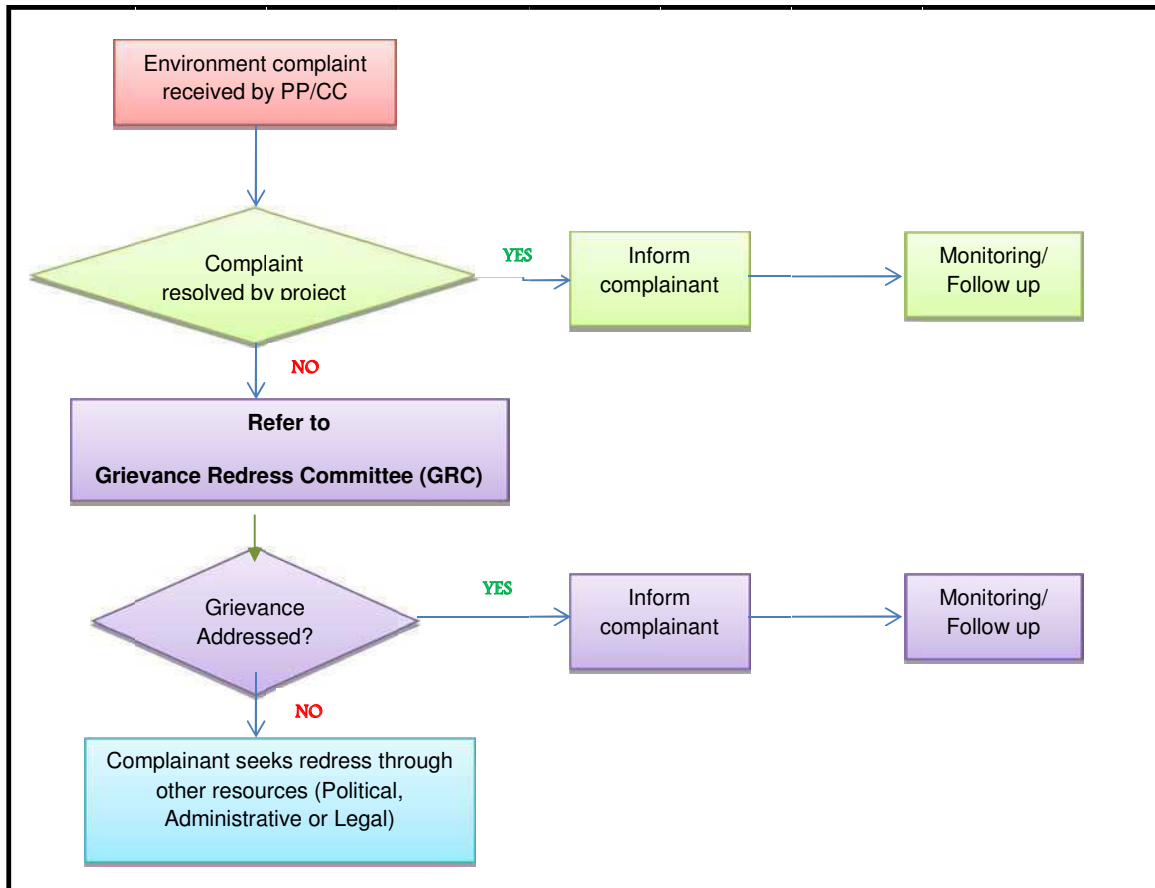 Environment complaint
received by PP/CC
Complaint
resolved by project
YES
Inform
complainant
Monitoring/
Follow up
NO
Refer to
Grievance Redress Committee (GRC)
Grievance
Addressed?
YES
Inform
complainant
Monitoring/
Follow up
NO
Complainant seeks redress through
other resources (Political,
Administrative or Legal)